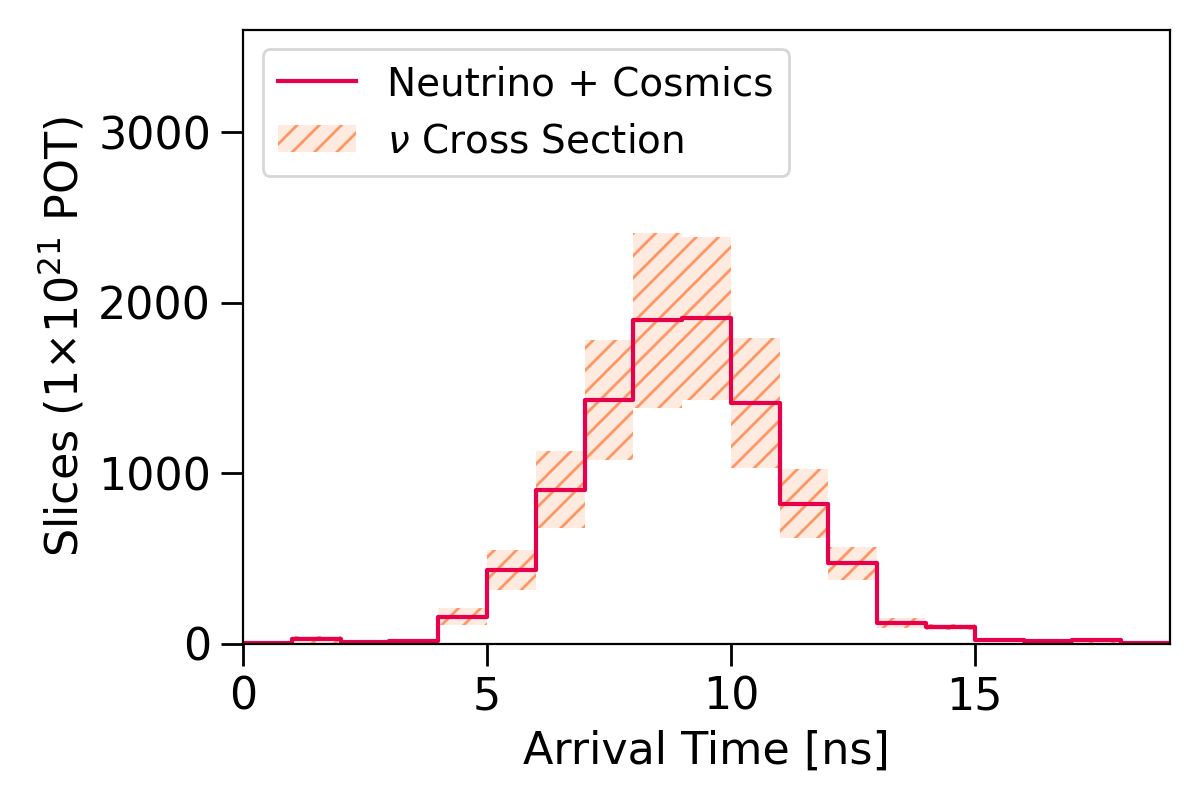 Neutrino + Cosmics
ν Cross Section
Slices (1×10²¹ POT)
3000
2000
1000
0
0 5 10 15
Arrival Time [ns]